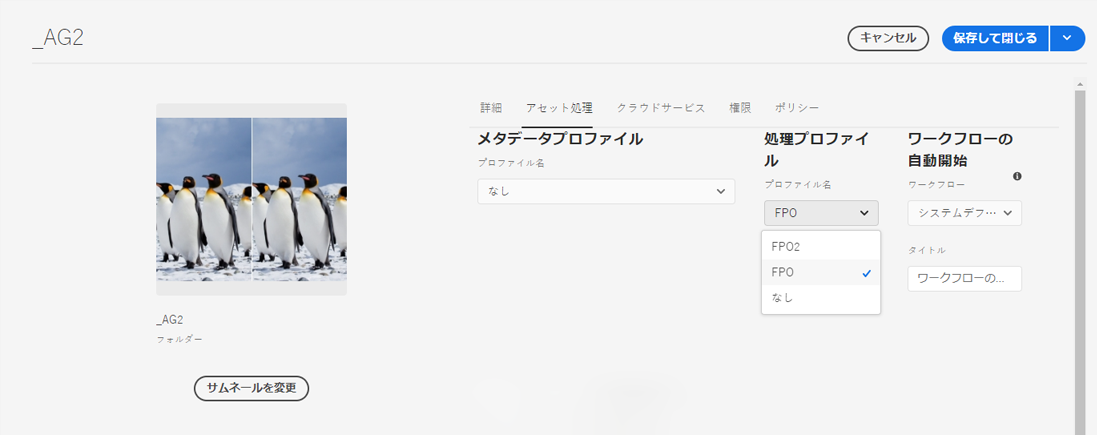 _AG2
キャンセル
保存して閉じる
詳細 アセット処理 クラウドサービス 権限 ポリシー
メタデータプロファイル
プロファイル名
なし
処理プロファイ
ル
プロファイル名
FPO
FPO2
FPO
なし
ワークフローの
自動開始
ワークフロー
システムデフ…
タイトル
ワークフローの...
_AG2
フォルダー
サムネールを変更